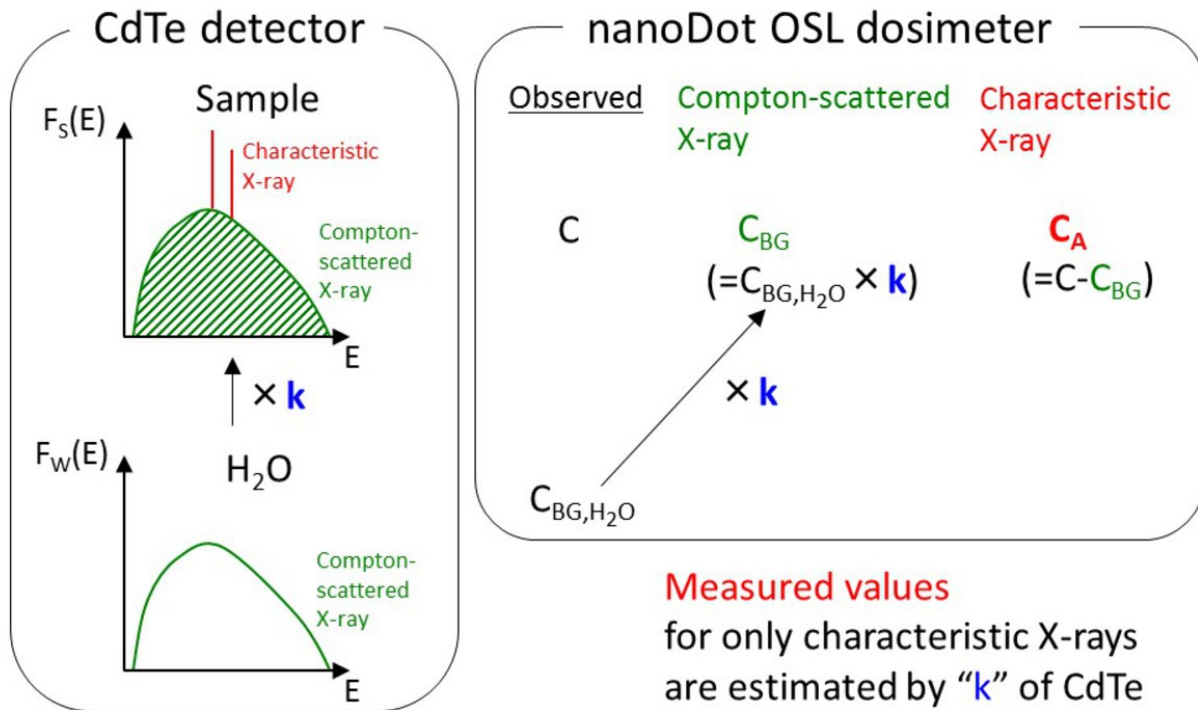 CdTe detector
Sample
F_S(E)
Characteristic
X-ray
Compton-
scattered
X-ray
E
× k
F_W(E)
H₂O
Compton-
scattered
X-ray
E
nanoDot OSL dosimeter
Observed
Compton-scattered
X-ray
Characteristic
X-ray
C
C_BG
(=C_BG,H₂O × k)
C_A
(=C-C_BG)
× k
C_BG,H₂O
Measured values
for only characteristic X-rays
are estimated by “k” of CdTe